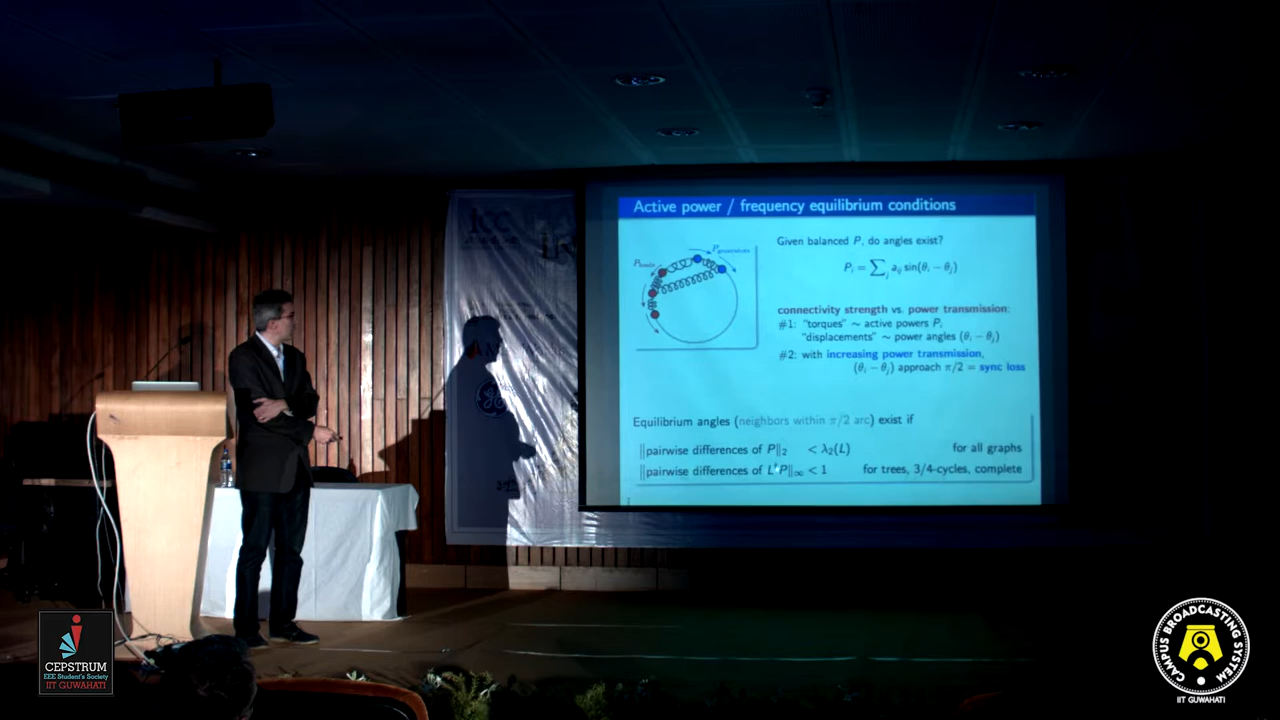 Active power / frequency equilibrium conditions
Given balanced P, do angles exist?
P_i = ∑_j a_ij sin(θ_i − θ_j)
P_generators
P_loads
connectivity strength vs. power transmission:
#1: "torques" ~ active powers P_i
"displacements" ~ power angles (θ_i − θ_j)
#2: with increasing power transmission,
(θ_i − θ_j) approach π/2 = sync loss
Equilibrium angles (neighbors within π/2 arc) exist if
‖pairwise differences of P‖_2 < λ_2(L) for all graphs
‖pairwise differences of L†P‖_∞ < 1 for trees, 3/4-cycles, complete
icc
CEPSTRUM
EEE Student's Society
IIT GUWAHATI
CAMPUS BROADCASTING SYSTEM
IIT GUWAHATI